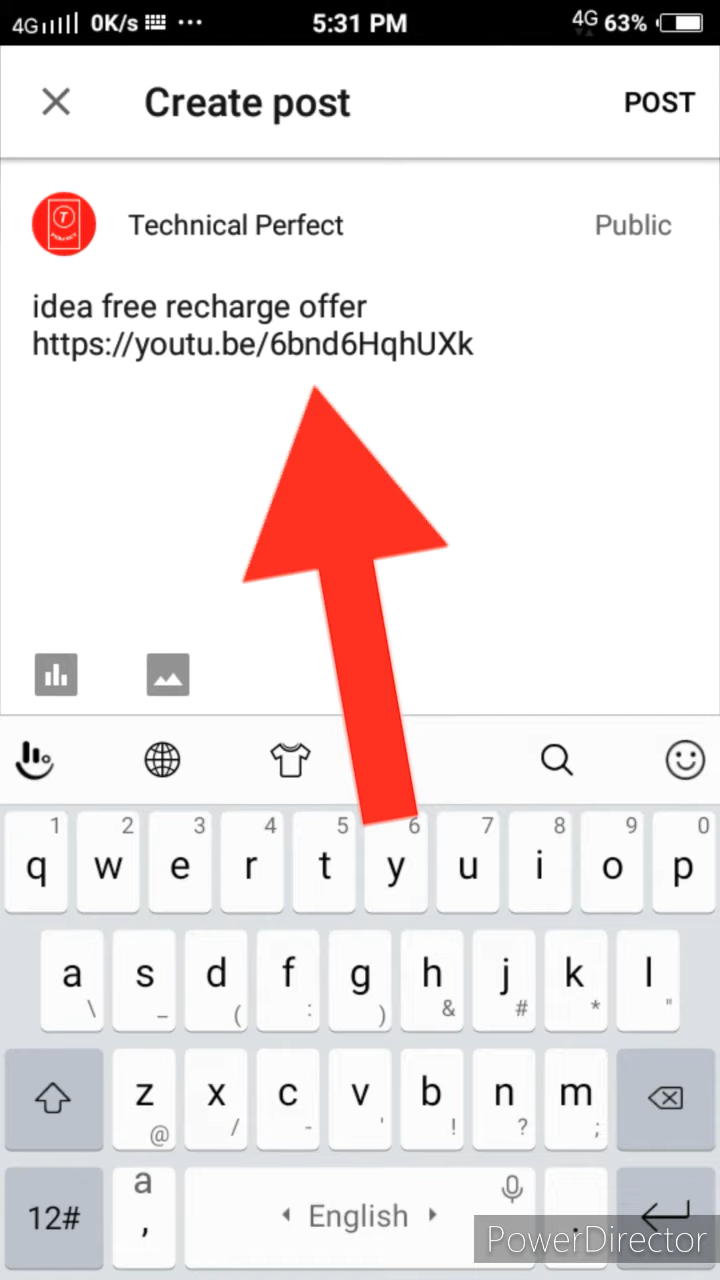 4G 0K/s 5:31 PM 4G 63%
Create post POST
Technical Perfect Public
idea free recharge offer
https://youtu.be/6bnd6HqhUXk
1 2 3 4 5 6 7 8 9 0
q w e r t y u i o p
a s d f g h j k l
\ _ ( : ) & # * "
z x c v b n m
@ / - ' ! ? ;
12# a , English .
PowerDirector